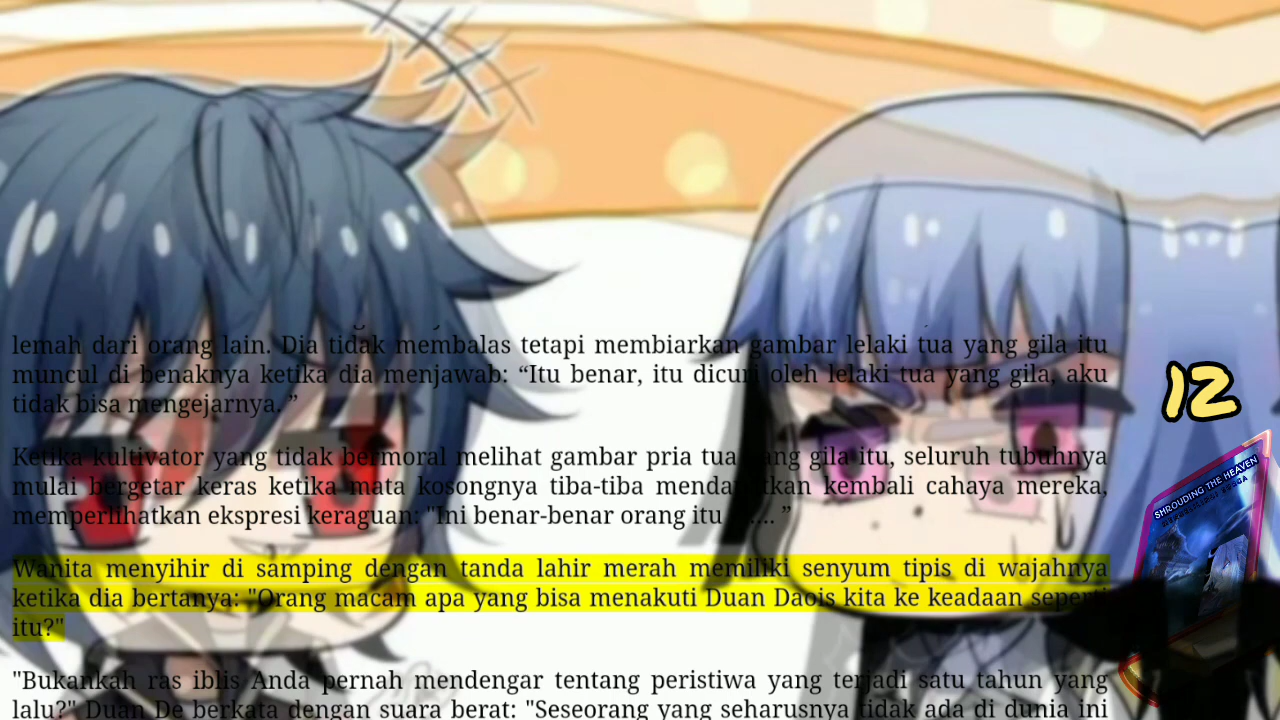 lemah dari orang lain. Dia tidak membalas tetapi membiarkan gambar lelaki tua yang gila itu
muncul di benaknya ketika dia menjawab: “Itu benar, itu dicuri oleh lelaki tua yang gila, aku
tidak bisa mengejarnya. ”
Ketika kultivator yang tidak bermoral melihat gambar pria tua yang gila itu, seluruh tubuhnya
mulai bergetar keras ketika mata kosongnya tiba-tiba mendapatkan kembali cahaya mereka,
memperlihatkan ekspresi keraguan: "Ini benar-benar orang itu
Wanita menyihir di samping dengan tanda lahir merah memiliki senyum tipis di wajahnya
ketika dia bertanya: "Orang macam apa yang bisa menakuti Duan Daois kita ke keadaan seperti
itu?"
"Bukankah ras iblis Anda pernah mendengar tentang peristiwa yang terjadi satu tahun yang
lalu?" Duan De berkata dengan suara berat: "Seseorang yang seharusnya tidak ada di dunia ini
12
SHROUDING THE HEAVEN